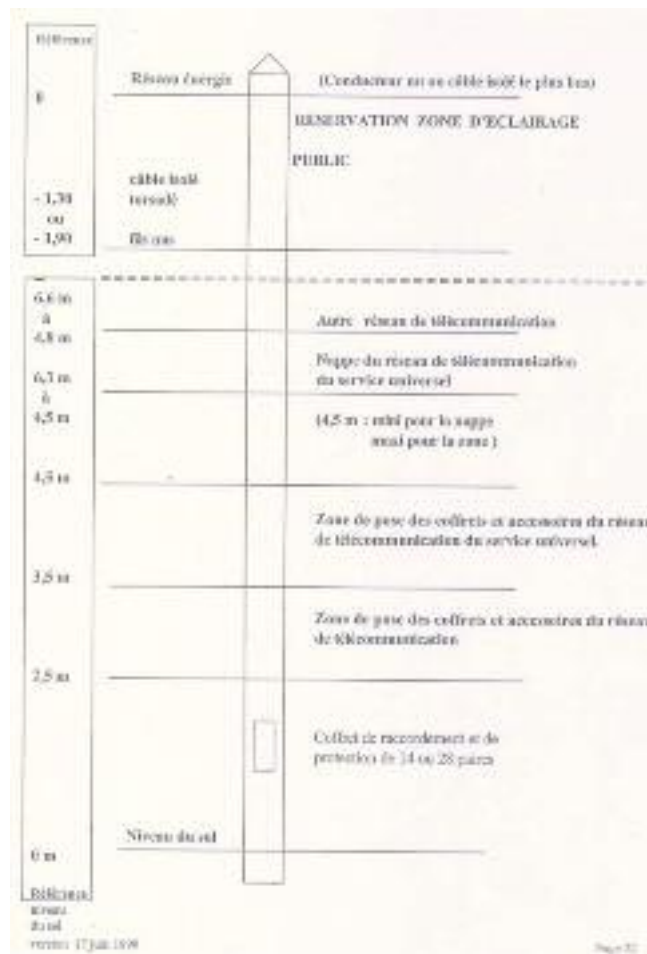 Référence
Réseau énergie
(Conducteur nu ou câble isolé le plus bas)
0
RESERVATION ZONE D'ECLAIRAGE
PUBLIC
câble isolé
torsadé
- 1,30
ou
- 1,90
fils nus
6,6 m
à
4,8 m
Autre réseau de télécommunication
Nappe du réseau de télécommunication
du service universel
6,3 m
à
4,5 m
(4,5 m : mini pour la nappe
maxi pour la zone )
4,5 m
Zone de pose des coffrets et accessoires du réseau
de télécommunication du service universel.
3,5 m
Zone de pose des coffrets et accessoires du réseau
de télécommunication
2,5 m
Coffret de raccordement et de
protection de 14 ou 28 paires
Niveau du sol
0 m
Référence
niveau
du sol
version 17 juin 1998
Page